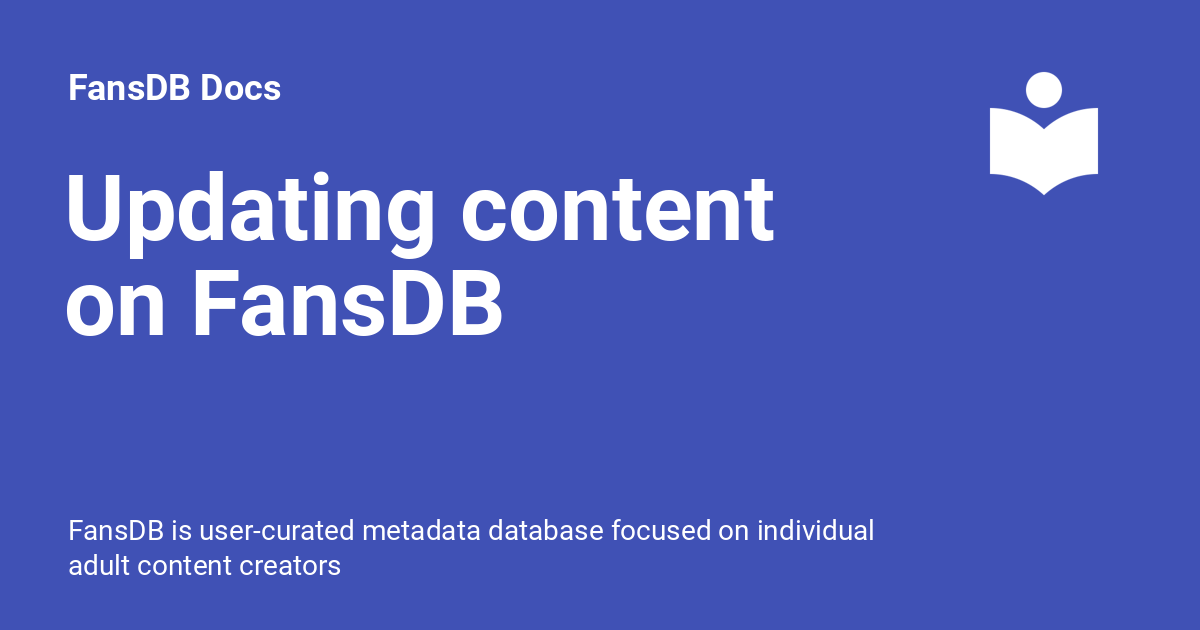 FansDB Docs
Updating content
on FansDB
FansDB is user-curated metadata database focused on individual
adult content creators